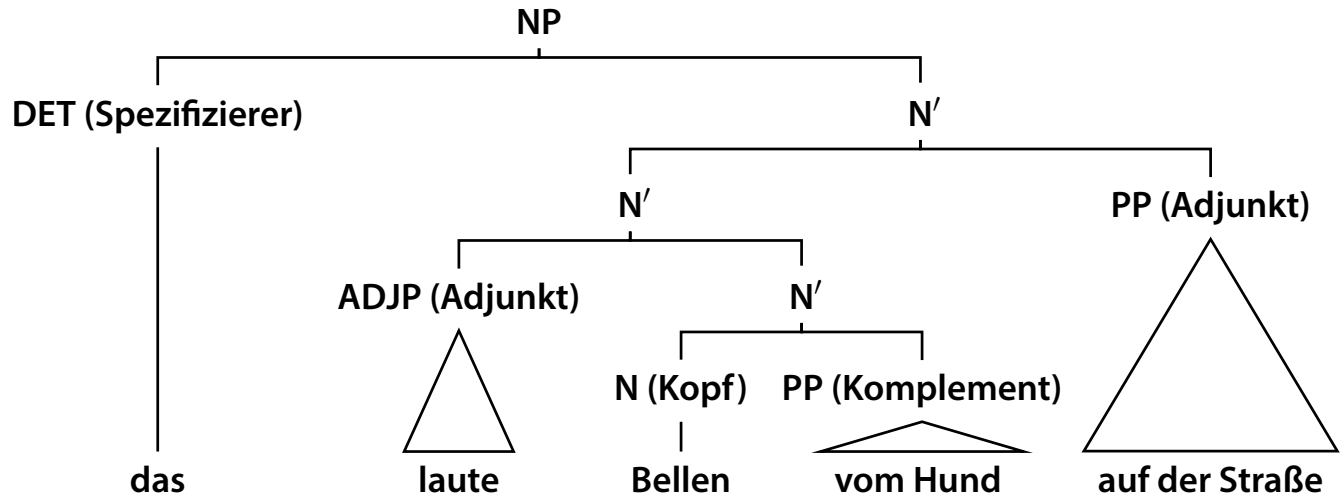 NP
DET (Spezifizierer) N′
N′ PP (Adjunkt)
ADJP (Adjunkt) N′
N (Kopf) PP (Komplement)
das laute Bellen vom Hund auf der Straße